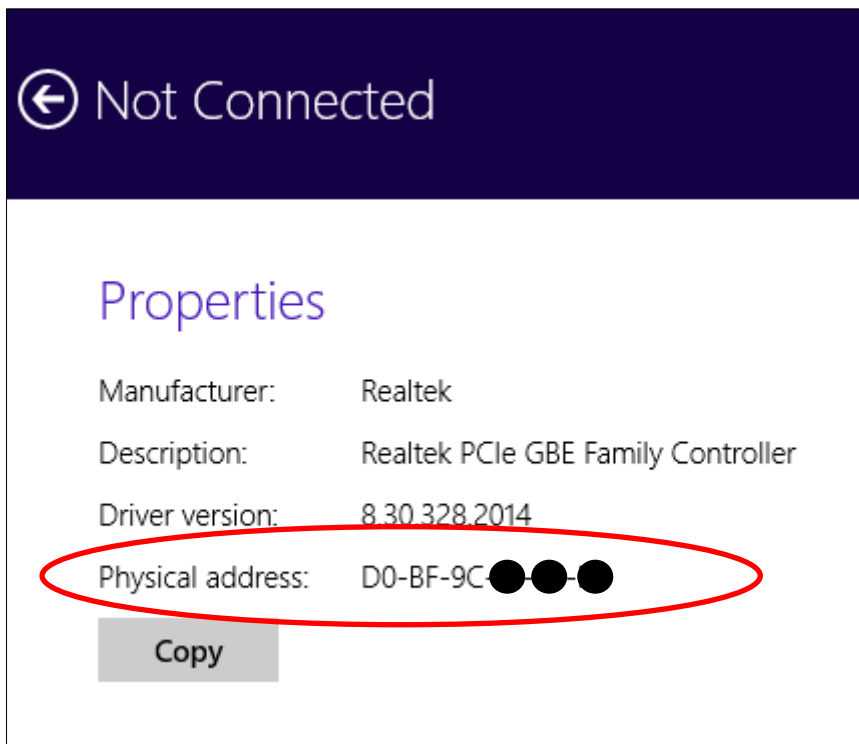 Not Connected
Properties
Manufacturer: Realtek
Description: Realtek PCIe GBE Family Controller
Driver version: 8.30.328.2014
Physical address: D0-BF-9C-
Copy